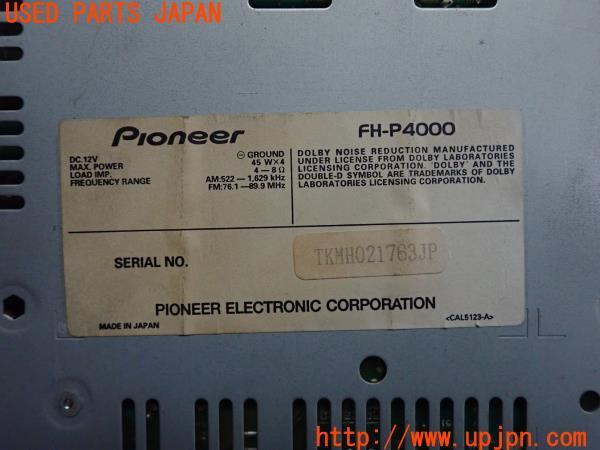 USED PARTS JAPAN
Pioneer
FH-P4000
DC.12V ⊖ GROUND
MAX. POWER 45 W×4
LOAD IMP. 4 — 8 Ω
FREQUENCY RANGE AM:522 — 1,629 kHz
FM:76.1 —89.9 MHz
DOLBY NOISE REDUCTION MANUFACTURED
UNDER LICENSE FROM DOLBY LABORATORIES
LICENSING CORPORATION. 'DOLBY' AND THE
DOUBLE-D SYMBOL ARE TRADEMARKS OF DOLBY
LABORATORIES LICENSING CORPORATION.
SERIAL NO. TKMH021763JP
PIONEER ELECTRONIC CORPORATION
MADE IN JAPAN
<CAL5123-A>
http://www.upjpn.com/